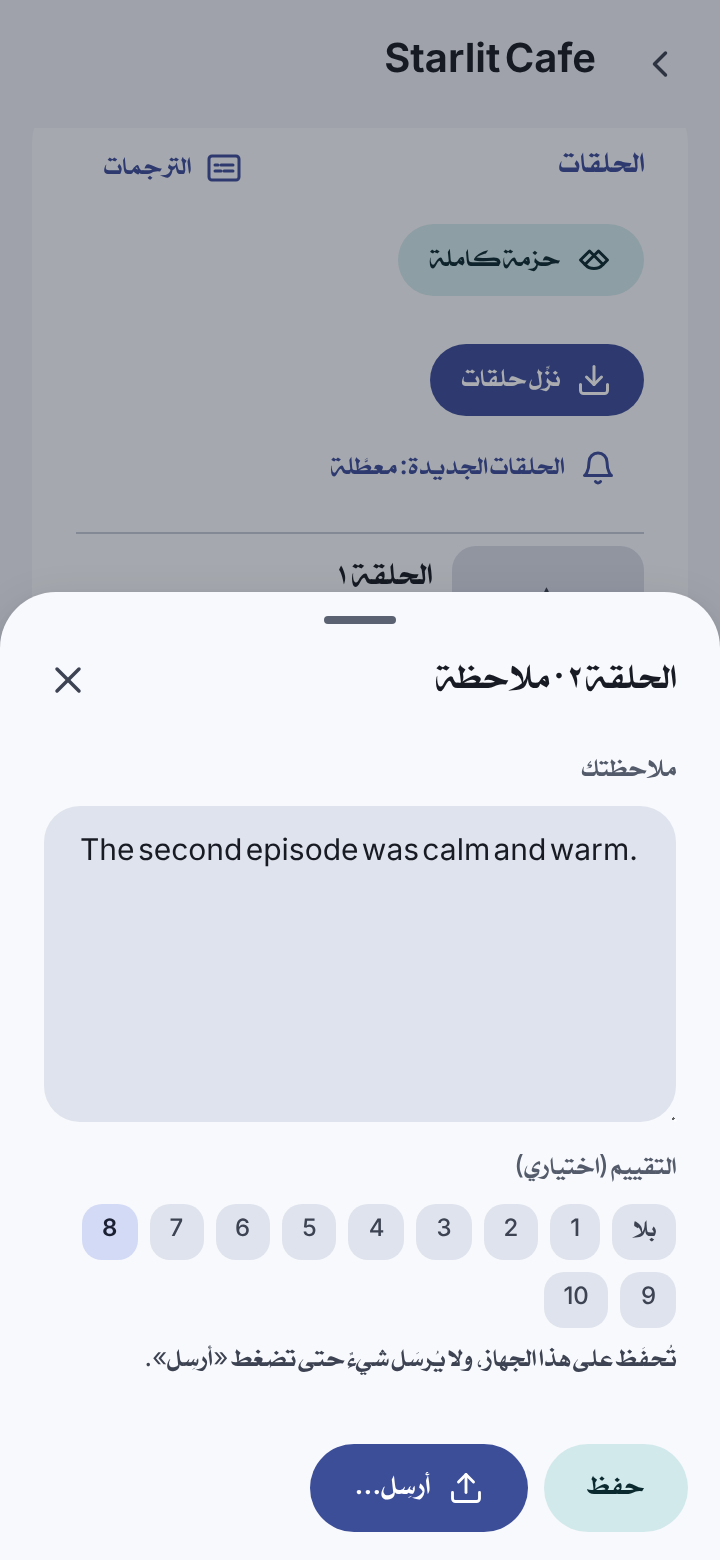 Starlit Cafe
الحلقات
الترجمات
حزمة كاملة
نزّل حلقات
الحلقات الجديدة: معطّلة
الحلقة ١
الحلقة ٢ · ملاحظة
ملاحظتك
The second episode was calm and warm.
التقييم (اختياري)
بلا 1 2 3 4 5 6 7 8
9 10
تُحفَظ على هذا الجهاز، ولا يُرسَل شيءٌ حتى تضغط «أرسِل».
حفظ
أرسِل…